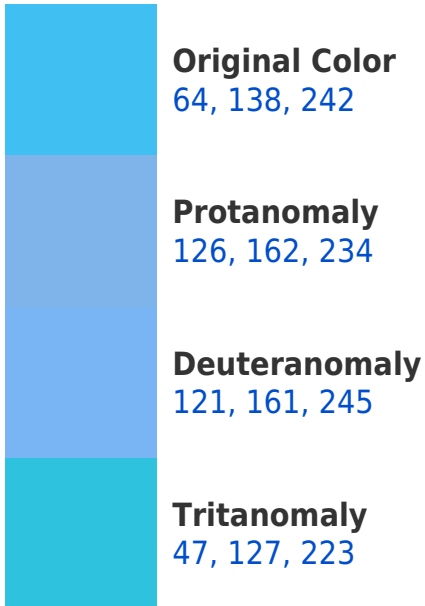 Original Color
64, 138, 242
Protanomaly
126, 162, 234
Deuteranomaly
121, 161, 245
Tritanomaly
47, 127, 223